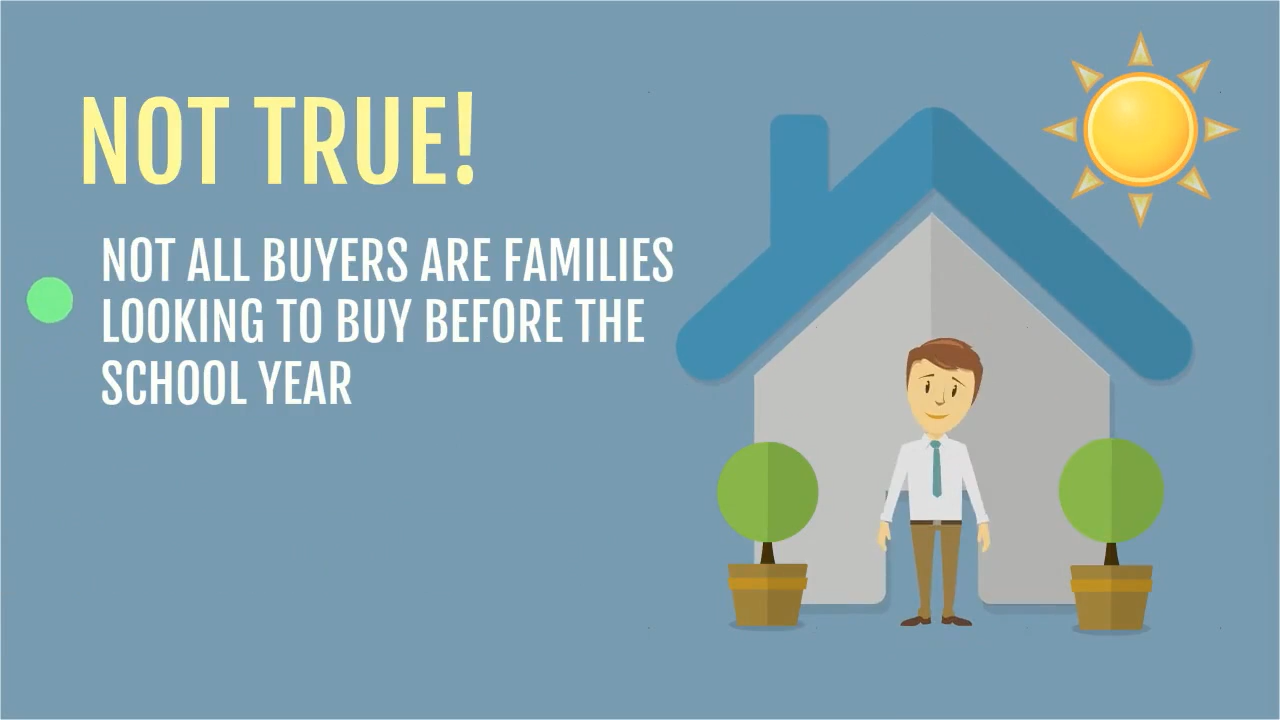 NOT TRUE!
NOT ALL BUYERS ARE FAMILIES
LOOKING TO BUY BEFORE THE
SCHOOL YEAR